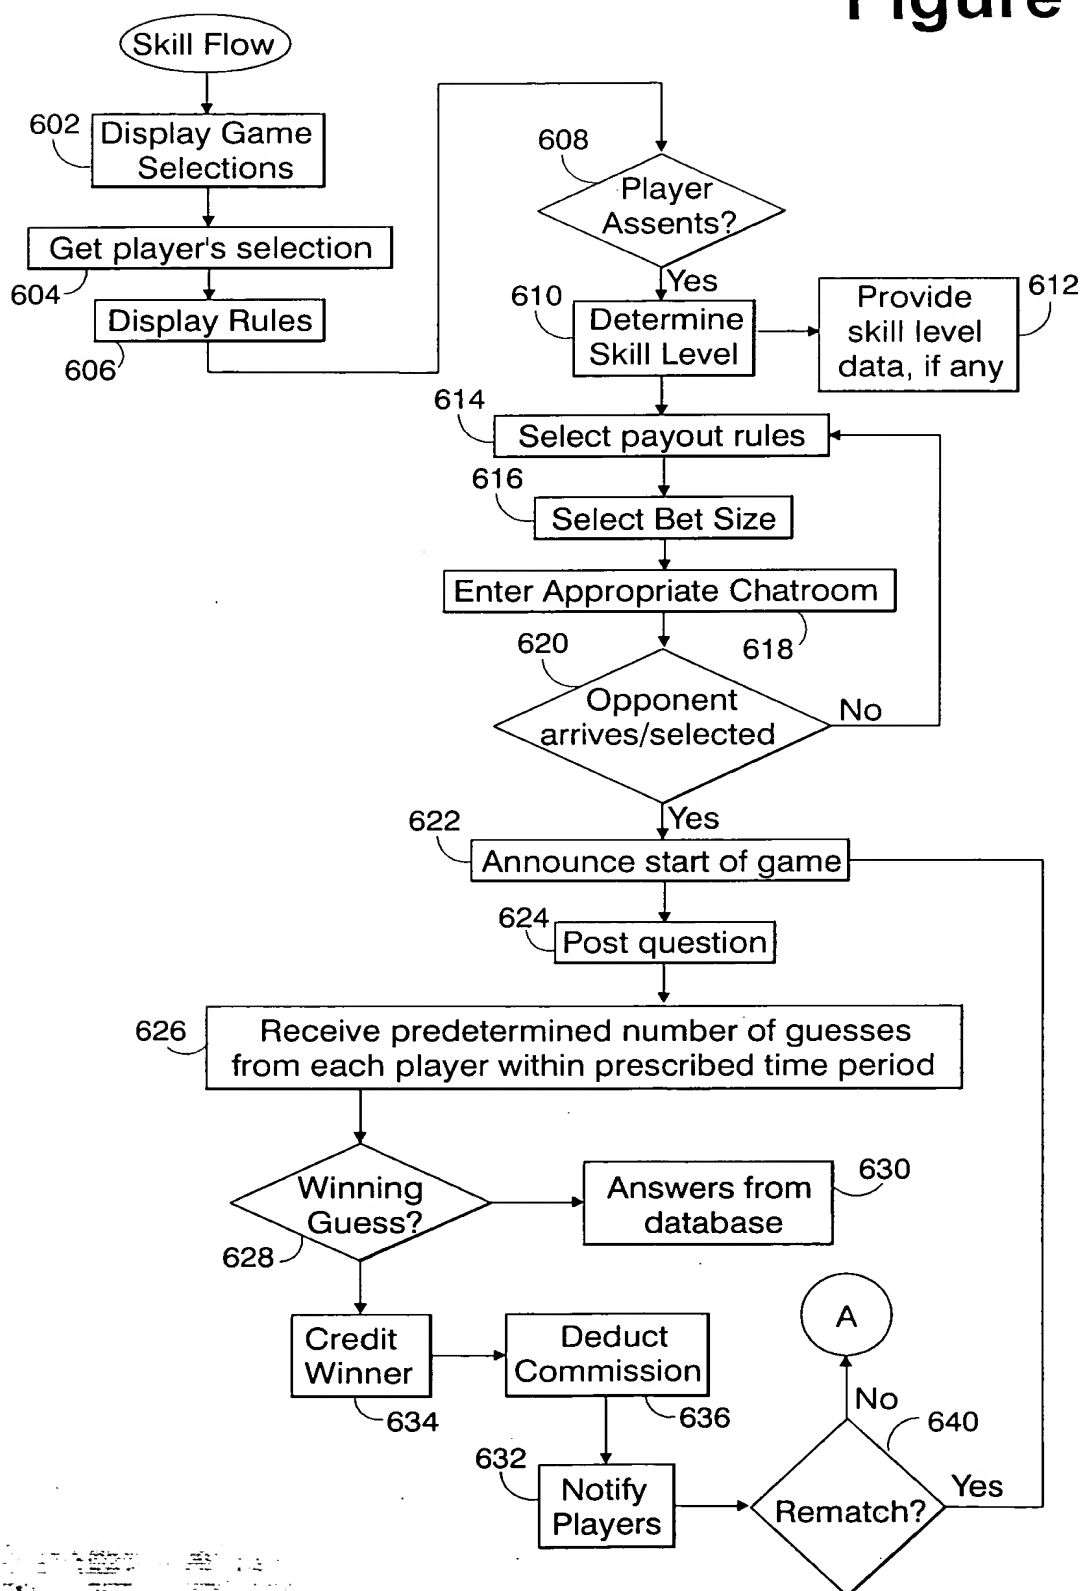 Figure
Skill Flow
602
Display Game
Selections
Get player's selection
604
Display Rules
606
608
Player
Assents?
Yes
610
Determine
Skill Level
612
Provide
skill level
data, if any
614
Select payout rules
616
Select Bet Size
Enter Appropriate Chatroom
618
620
Opponent
arrives/selected
No
Yes
622
Announce start of game
624
Post question
626
Receive predetermined number of guesses
from each player within prescribed time period
Winning
Guess?
628
630
Answers from
database
Credit
Winner
634
Deduct
Commission
636
632
Notify
Players
A
No
640
Rematch?
Yes